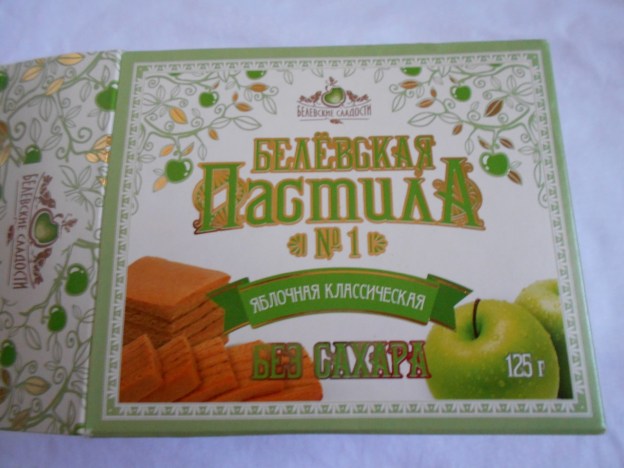 БЕЛЁВСКИЕ СЛАДОСТИ
БЕЛЁВСКИЕ СЛАДОСТИ
БЕЛЁВСКАЯ
ПАСТИЛА
№1
ЯБЛОЧНАЯ КЛАССИЧЕСКАЯ
БЕЗ САХАРА
125 г